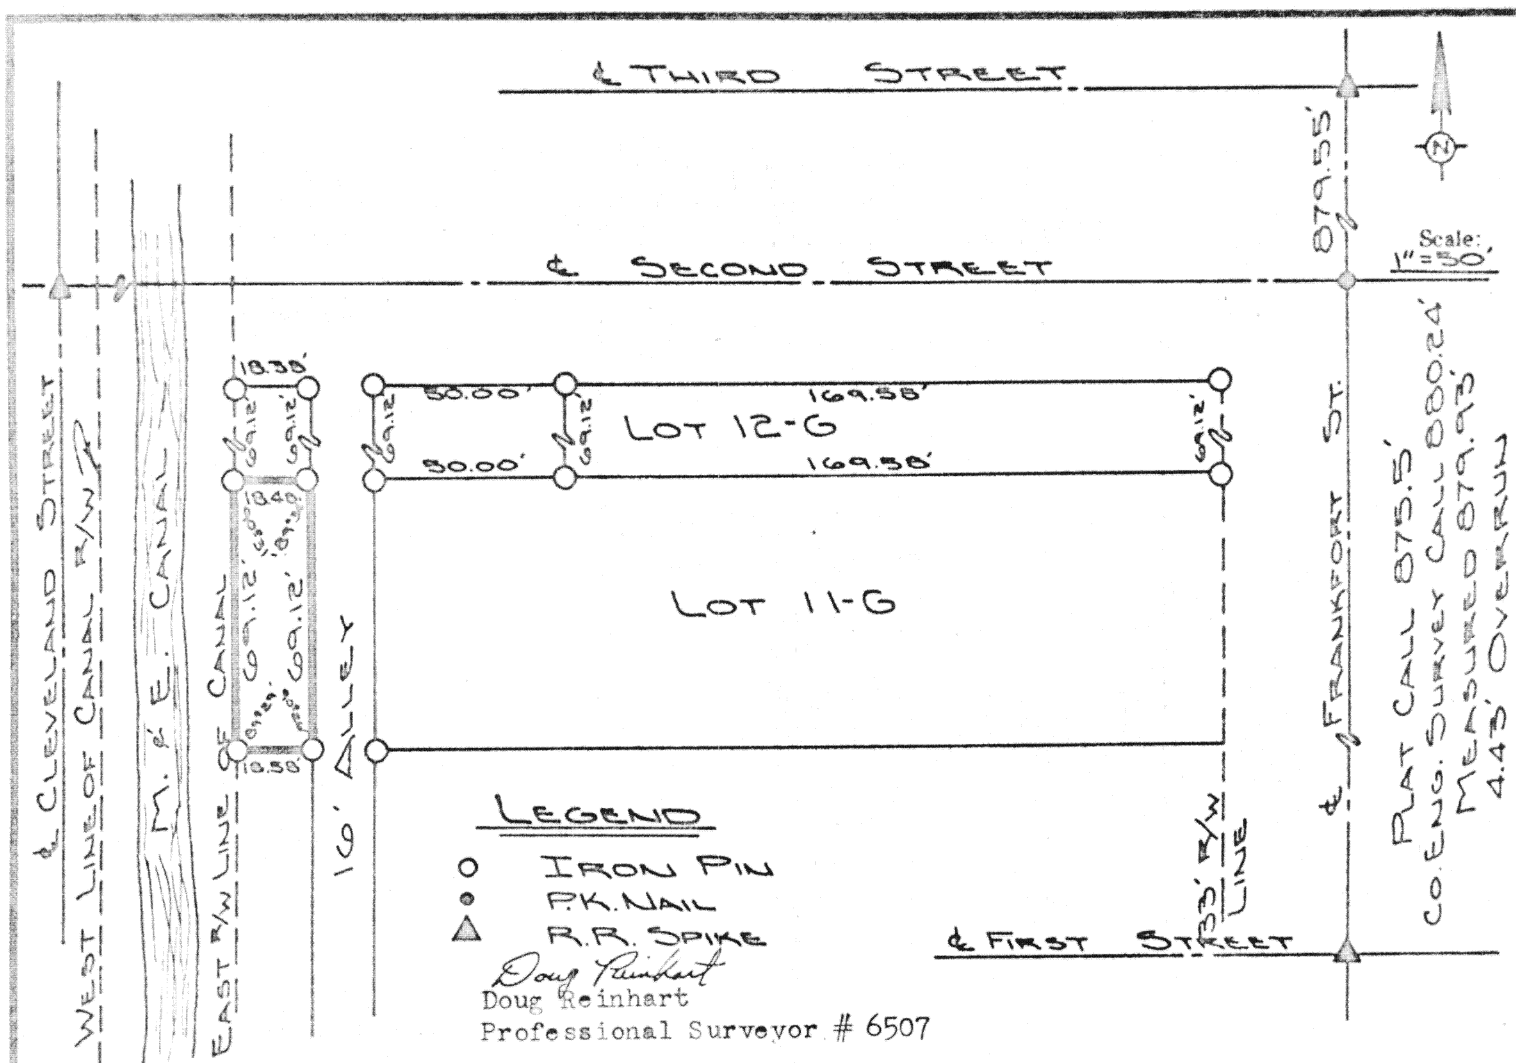 ℄ THIRD STREET
879.55'
N
Scale:
1"=50'
℄ SECOND STREET
18.38'
50.00'
169.58'
69.12'
69.12'
69.12'
69.12'
69.12'
LOT 12-G
50.00'
169.58'
18.48'
69.12'
69.12'
LOT 11-G
18.58'
℄ CLEVELAND STREET
WEST LINE OF CANAL R/W
M. & E. CANAL
EAST R/W LINE OF CANAL
16' ALLEY
33' R/W
LINE
℄ FRANKFORT ST.
PLAT CALL 875.5'
CO. ENG. SURVEY CALL 880.24'
MEASURED 879.93'
4.43' OVERRUN
LEGEND
IRON PIN
P.K. NAIL
R.R. SPIKE
℄ FIRST STREET
Doug Reinhart
Doug Reinhart
Professional Surveyor # 6507